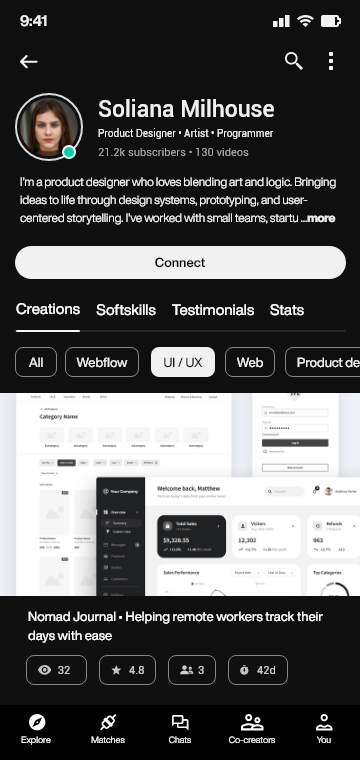 9:41
Soliana Milhouse
Product Designer • Artist • Programmer
21.2k subscribers • 130 videos
I'm a product designer who loves blending art and logic. Bringing
ideas to life through design systems, prototyping, and user-
centered storytelling. I've worked with small teams, startu ...more
Connect
Creations Softskills Testimonials Stats
All Webflow UI / UX Web Product de
Category Name
Your Company
Welcome back, Matthew
Overview
Summary
Total Sales
$9,328.55
Visitors
12,302
Refunds
963
Sales Performance
Top Categories
Nomad Journal • Helping remote workers track their
days with ease
32 4.8 3 42d
Explore Matches Chats Co-creators You